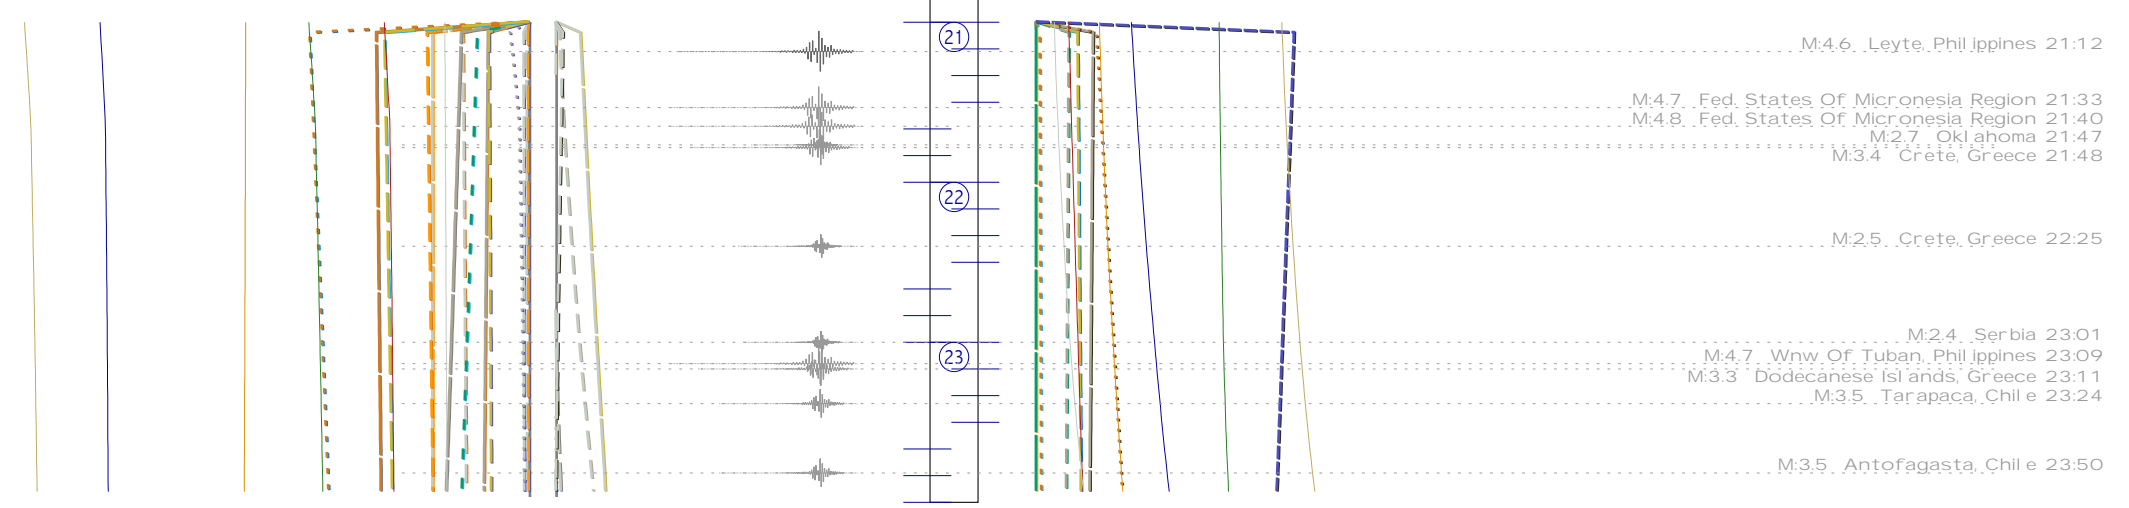 21
M:4.6 Leyte, Philippines 21:12
M:4.7 Fed. States Of Micronesia Region 21:33
M:4.8 Fed. States Of Micronesia Region 21:40
M:2.7 Oklahoma 21:47
M:3.4 Crete, Greece 21:48
22
M:2.5 Crete, Greece 22:25
M:2.4 Serbia 23:01
23
M:4.7 Wnw Of Tuban, Philippines 23:09
M:3.3 Dodecanese Islands, Greece 23:11
M:3.5 Tarapaca, Chile 23:24
M:3.5 Antofagasta, Chile 23:50